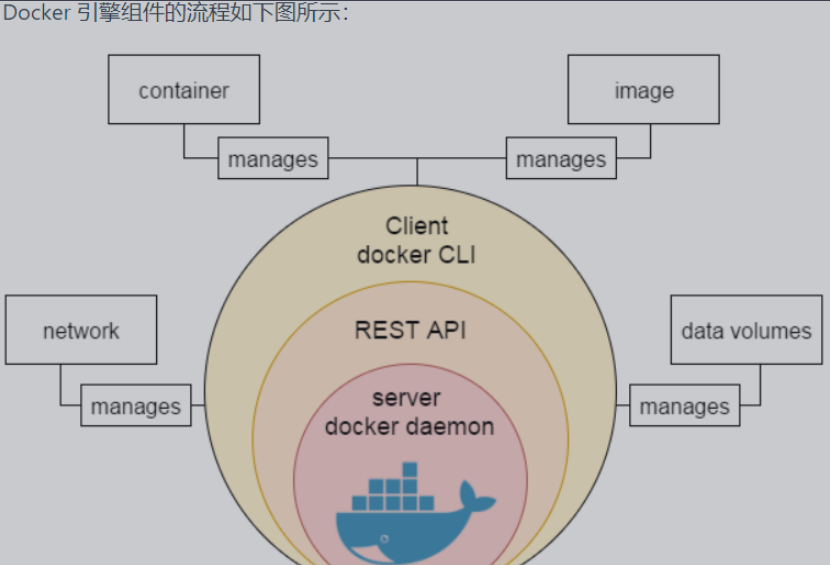 Docker 引擎组件的流程如下图所示：
container
image
manages
manages
Client
docker CLI
network
REST API
data volumes
manages
server
docker daemon
manages